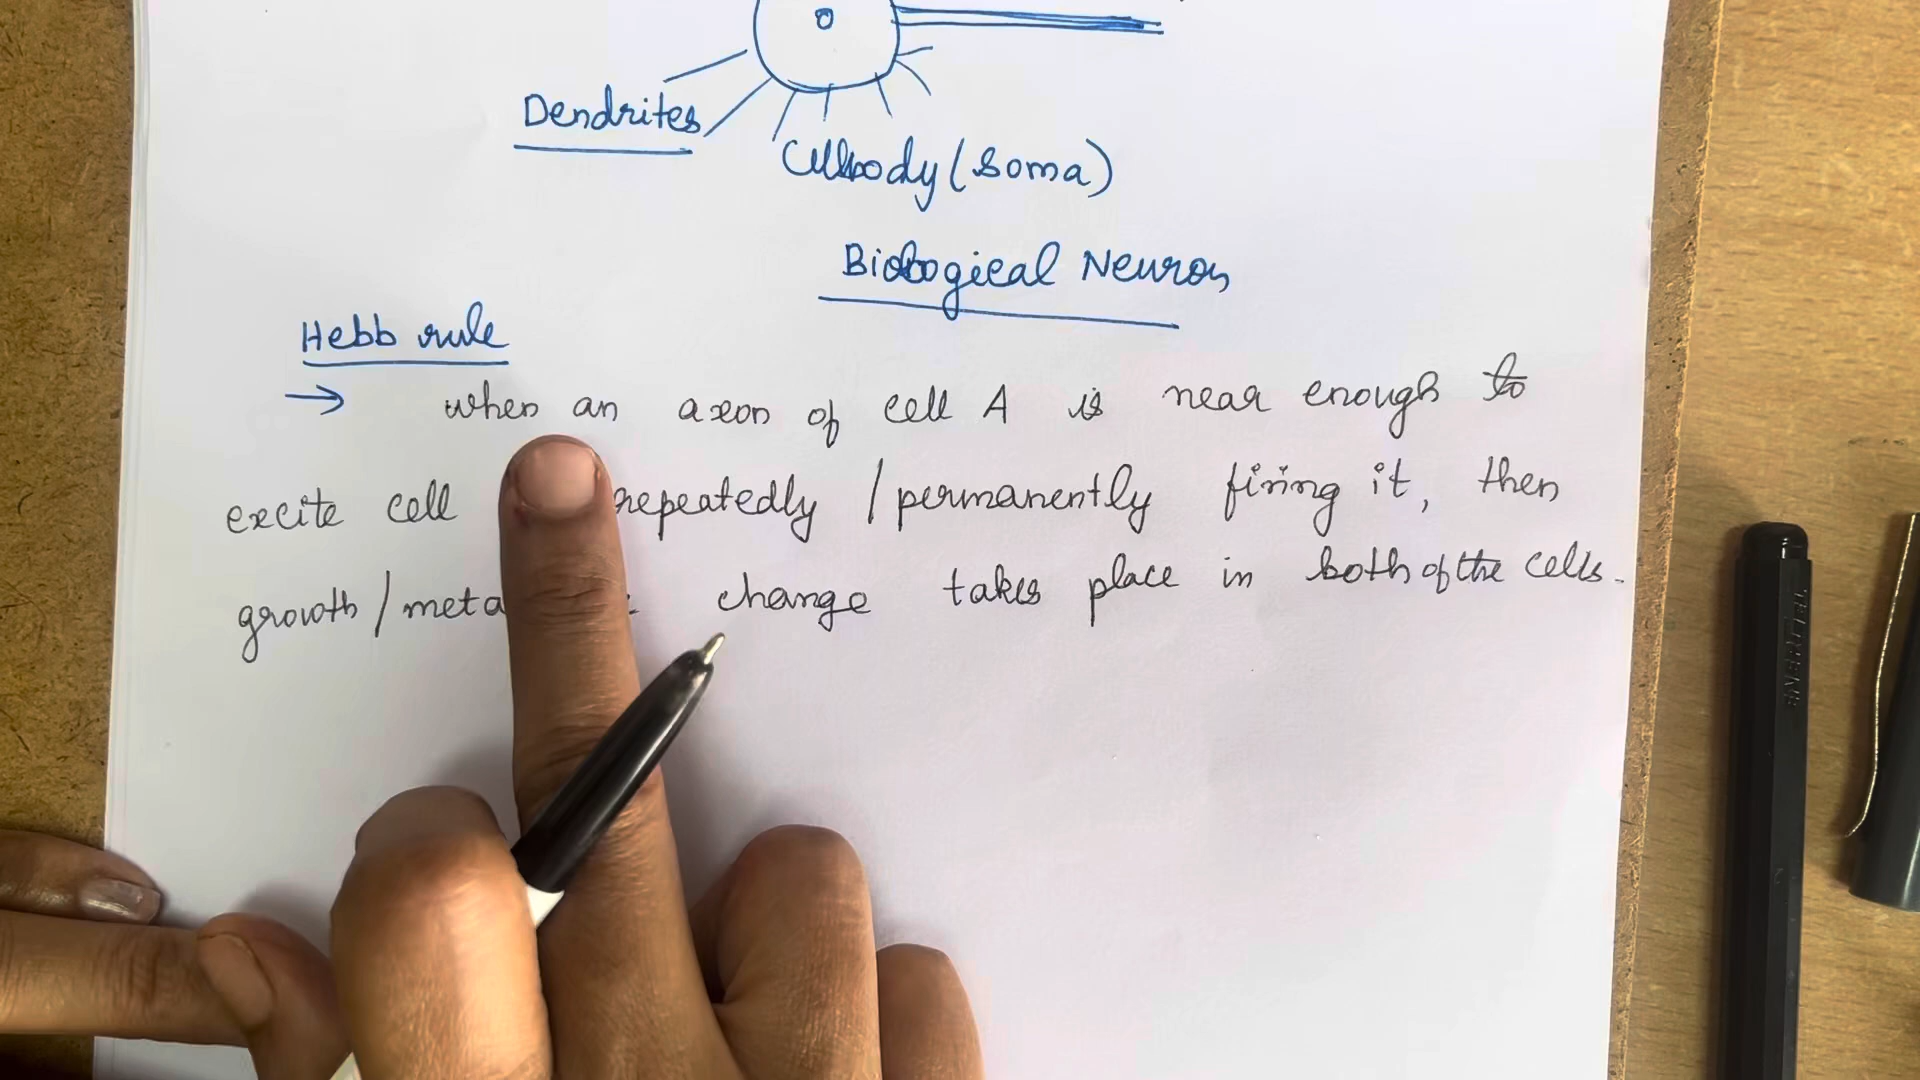 Dendrites
Cellbody (Soma)
Biological Neuron
Hebb rule
→ when an axon of cell A is near enough to
excite cell repeatedly / permanently firing it, then
growth / meta change takes place in both of the cells.